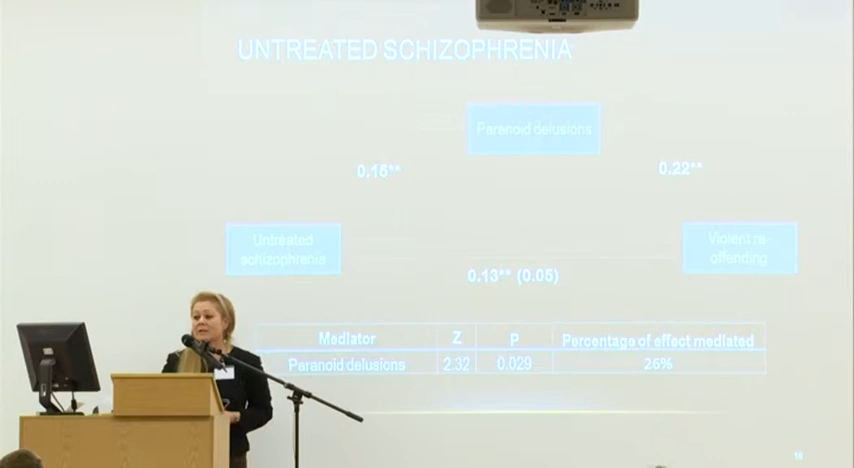 UNTREATED SCHIZOPHRENIA
Paranoid delusions
0.15**
0.22**
Untreated
schizophrenia
Violent re-
offending
0.13** (0.05)
Mediator Z P Percentage of effect mediated
Paranoid delusions 2.32 0.029 26%
16